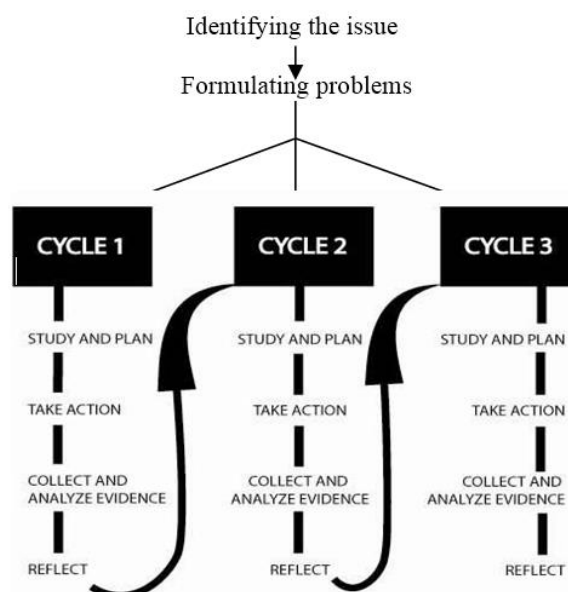 Identifying the issue
Formulating problems
CYCLE 1
STUDY AND PLAN
TAKE ACTION
COLLECT AND
ANALYZE EVIDENCE
REFLECT
CYCLE 2
STUDY AND PLAN
TAKE ACTION
COLLECT AND
ANALYZE EVIDENCE
REFLECT
CYCLE 3
STUDY AND PLAN
TAKE ACTION
COLLECT AND
ANALYZE EVIDENCE
REFLECT